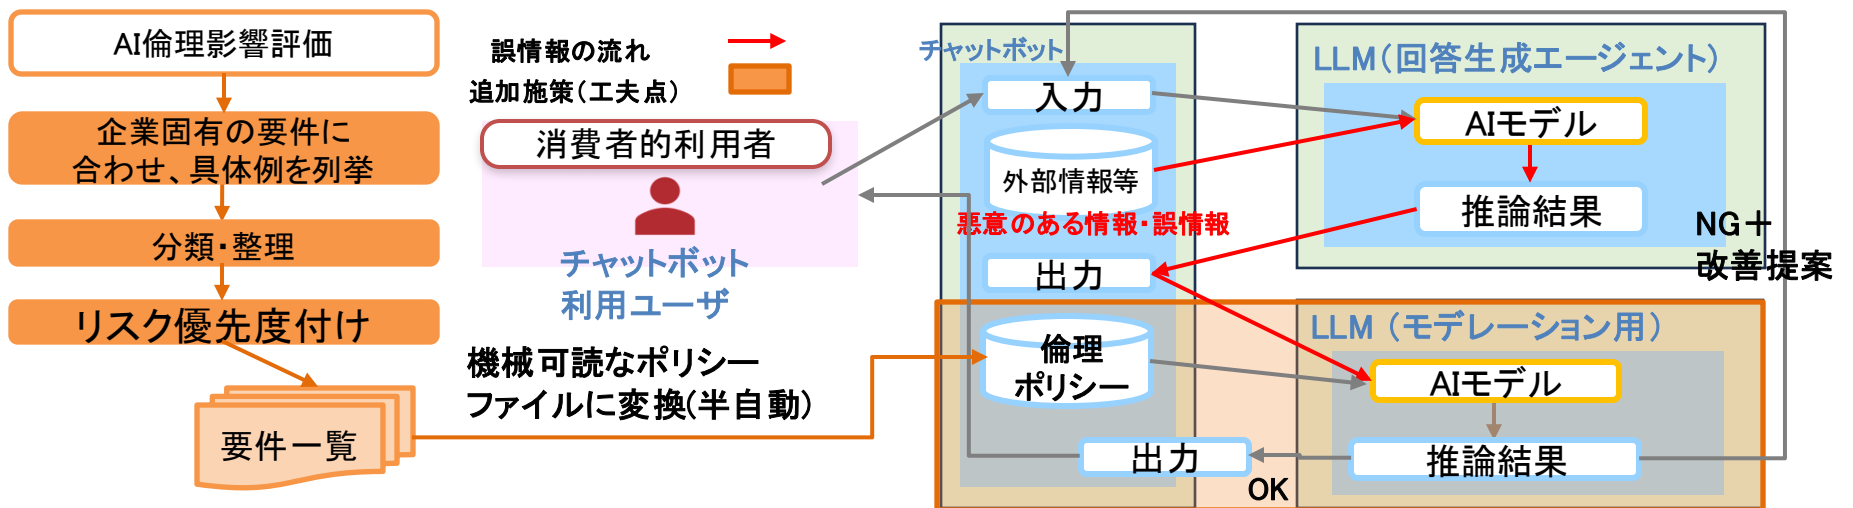 AI倫理影響評価
企業固有の要件に
合わせ、具体例を列挙
分類・整理
リスク優先度付け
要件一覧
誤情報の流れ
追加施策(工夫点)
消費者的利用者
チャットボット
利用ユーザ
機械可読なポリシー
ファイルに変換(半自動)
チャットボット
入力
外部情報等
悪意のある情報・誤情報
出力
倫理
ポリシー
出力
OK
LLM(回答生成エージェント)
AIモデル
推論結果
NG+
改善提案
LLM (モデレーション用)
AIモデル
推論結果